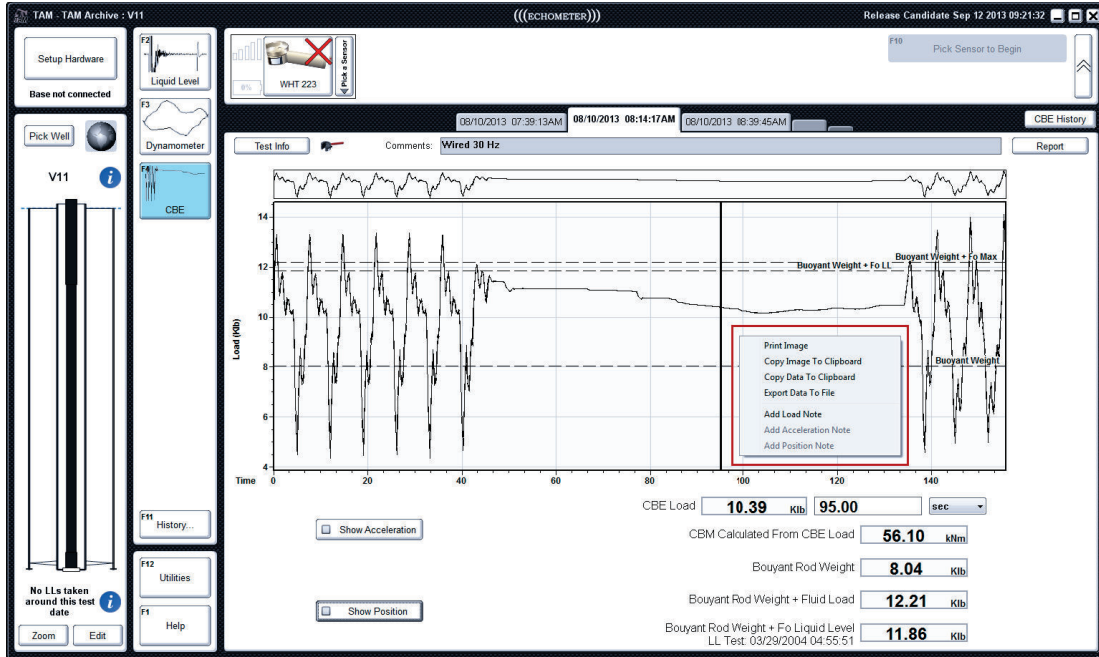 TAM - TAM Archive : V11
(((ECHOMETER)))
Release Candidate Sep 12 2013 09:21:32
Setup Hardware
Base not connected
Pick Well
V11
No LLs taken
around this test
date
Zoom
Edit
F2
Liquid Level
F3
Dynamometer
F4
CBE
F11
History...
F12
Utilities
F1
Help
0%
WHT 223
Pick a Sensor
F10
Pick Sensor to Begin
08/10/2013 07:39:13AM
08/10/2013 08:14:17AM
08/10/2013 08:39:45AM
CBE History
Test Info
Comments:
Wired 30 Hz
Report
Load (Klb)
14
12
10
8
6
4
Buoyant Weight + Fo Max
Buoyant Weight + Fo LL
Buoyant Weight
Print Image
Copy Image To Clipboard
Copy Data To Clipboard
Export Data To File
Add Load Note
Add Acceleration Note
Add Position Note
Time 0 20 40 60 80 100 120 140
CBE Load 10.39 Klb 95.00 sec
Show Acceleration
CBM Calculated From CBE Load 56.10 kNm
Bouyant Rod Weight 8.04 Klb
Show Position
Bouyant Rod Weight + Fluid Load 12.21 Klb
Bouyant Rod Weight + Fo Liquid Level
LL Test: 03/29/2004 04:55:51
11.86 Klb